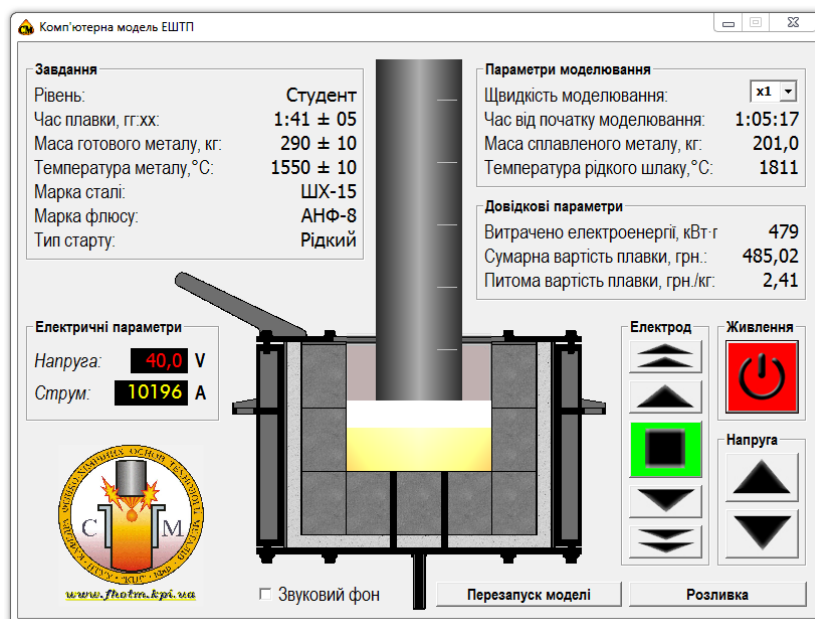 Комп'ютерна модель ЕШТП
Завдання
Рівень: Студент
Час плавки, гг:хх: 1:41 ± 05
Маса готового металу, кг: 290 ± 10
Температура металу,°C: 1550 ± 10
Марка сталі: ШХ-15
Марка флюсу: АНФ-8
Тип старту: Рідкий
Параметри моделювання
Щвидкість моделювання: x1
Час від початку моделювання: 1:05:17
Маса сплавленого металу, кг: 201,0
Температура рідкого шлаку,°C: 1811
Довідкові параметри
Витрачено електроенергії, кВт·г 479
Сумарна вартість плавки, грн.: 485,02
Питома вартість плавки, грн./кг: 2,41
Електричні параметри
Напруга: 40,0 V
Струм: 10196 A
Електрод
Живлення
Напруга
С М
www.fhotm.kpi.ua
Звуковий фон
Перезапуск моделі
Розливка